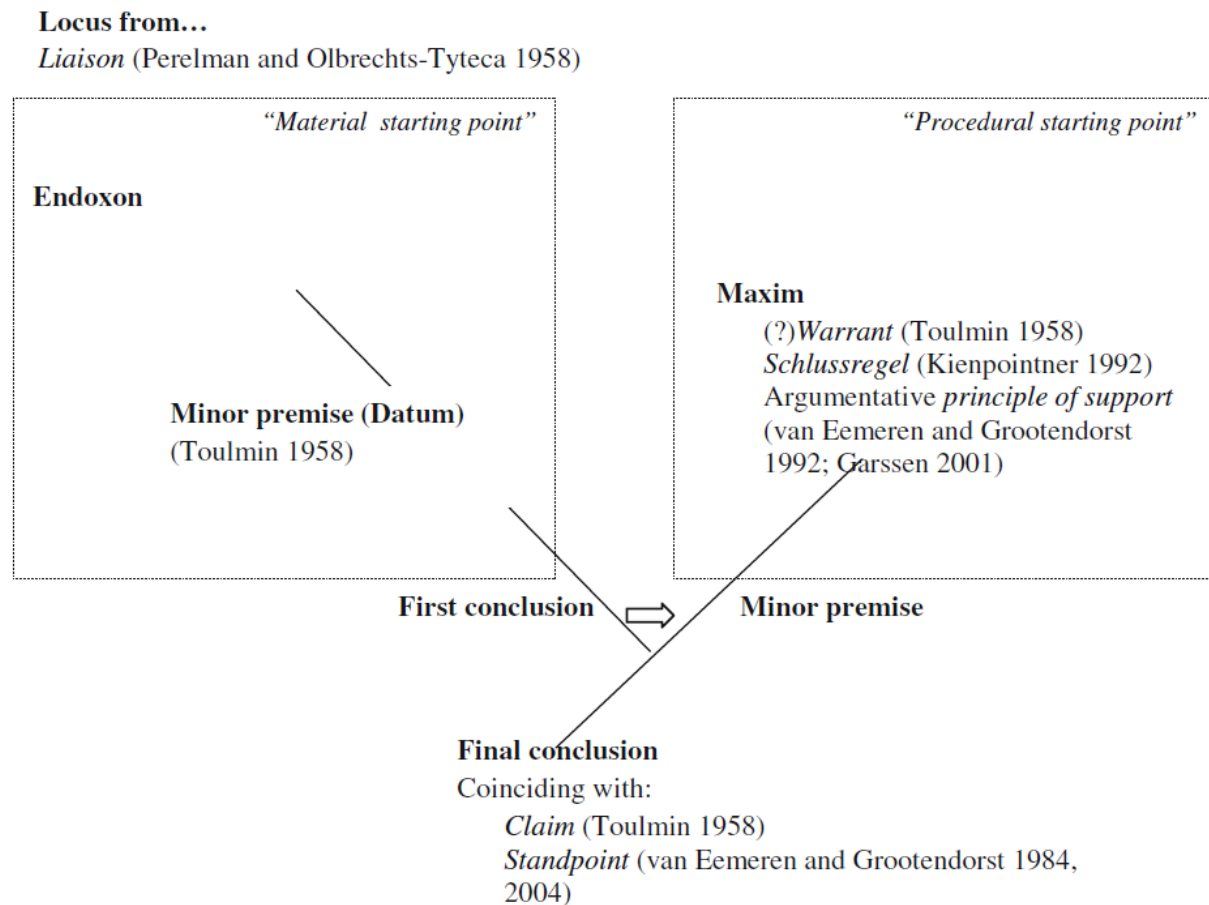 Locus from…
Liaison (Perelman and Olbrechts-Tyteca 1958)
“Material starting point”
Endoxon
Minor premise (Datum)
(Toulmin 1958)
“Procedural starting point”
Maxim
(?)Warrant (Toulmin 1958)
Schlussregel (Kienpointner 1992)
Argumentative principle of support
(van Eemeren and Grootendorst
1992; Garssen 2001)
First conclusion
Minor premise
Final conclusion
Coinciding with:
Claim (Toulmin 1958)
Standpoint (van Eemeren and Grootendorst 1984,
2004)